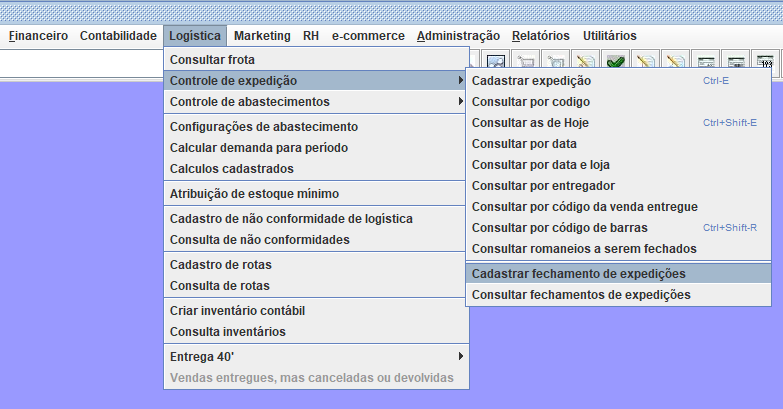 Financeiro Contabilidade Logística Marketing RH e-commerce Administração Relatórios Utilitários
Consultar frota
Controle de expedição
Controle de abastecimentos
Configurações de abastecimento
Calcular demanda para período
Calculos cadastrados
Atribuição de estoque mínimo
Cadastro de não conformidade de logística
Consulta de não conformidades
Cadastro de rotas
Consulta de rotas
Criar inventário contábil
Consulta inventários
Entrega 40'
Vendas entregues, mas canceladas ou devolvidas
Cadastrar expedição Ctrl-E
Consultar por codigo
Consultar as de Hoje Ctrl+Shift-E
Consultar por data
Consultar por data e loja
Consultar por entregador
Consultar por código da venda entregue
Consultar por código de barras Ctrl+Shift-R
Consultar romaneios a serem fechados
Cadastrar fechamento de expedições
Consultar fechamentos de expedições